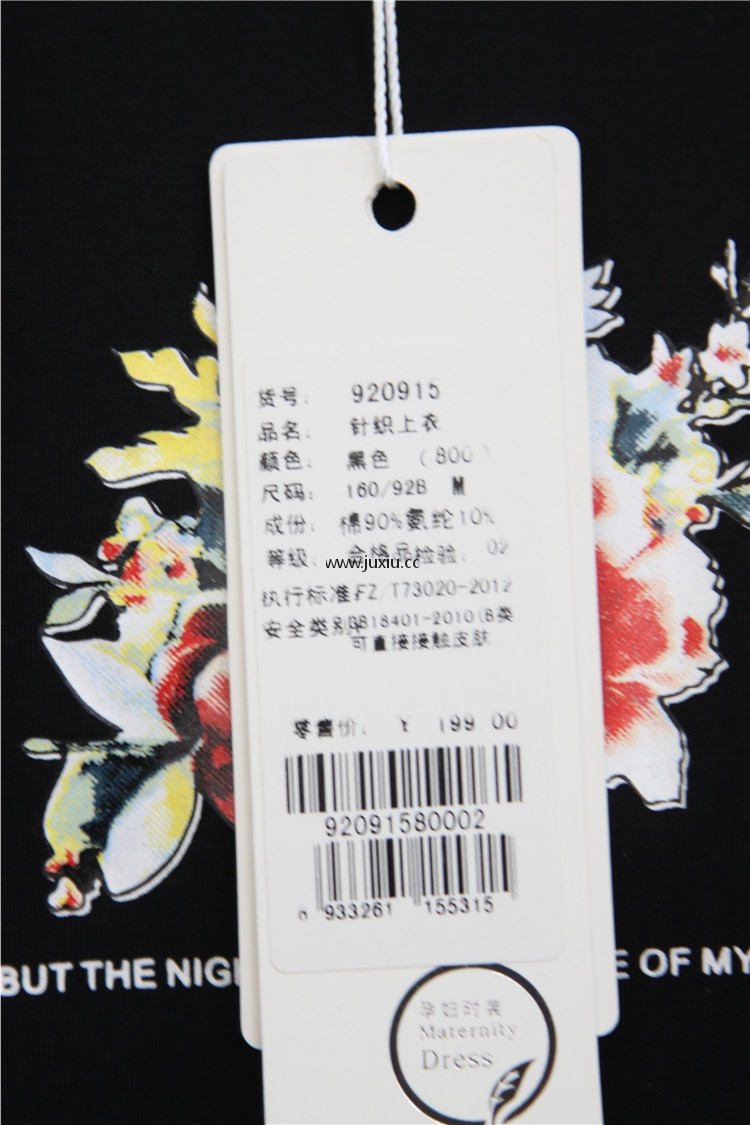 货号： 920915
品名： 针织上衣
颜色： 黑色 （800）
尺码： 160/92B M
成份： 棉90%氨纶10%
等级： 合格品检验： 02
www.juxiu.cc
执行标准FZ/T73020-2012
安全类别GB18401-2010(B类
可直接接触皮肤
零售价： ￥ 199.00
92091580002
6 933261 155315
BUT THE NIGH
E OF MY
孕妇时装
Maternity
Dress